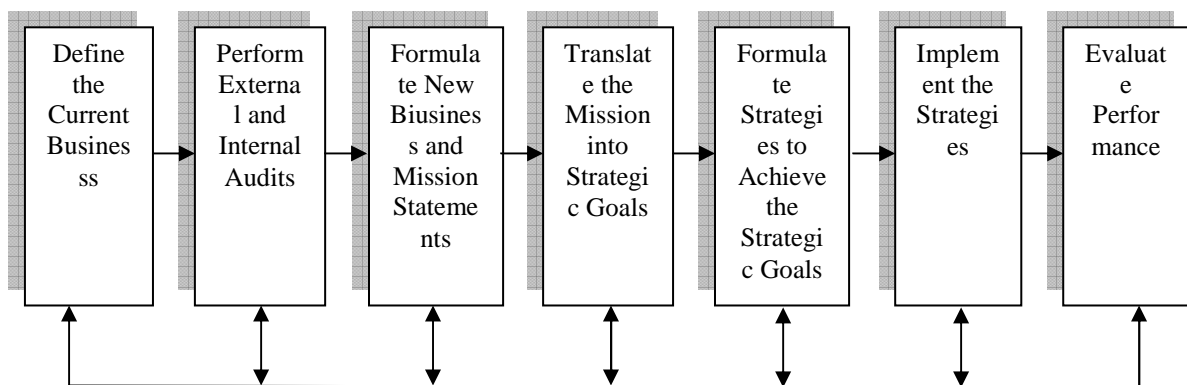 Define
the
Current
Busine
ss
Perform
Externa
l and
Internal
Audits
Formula
te New
Biusines
s and
Mission
Stateme
nts
Translat
e the
Mission
into
Strategi
c Goals
Formula
te
Strategi
es to
Achieve
the
Strategi
c Goals
Implem
ent the
Strategi
es
Evaluat
e
Perfor
mance